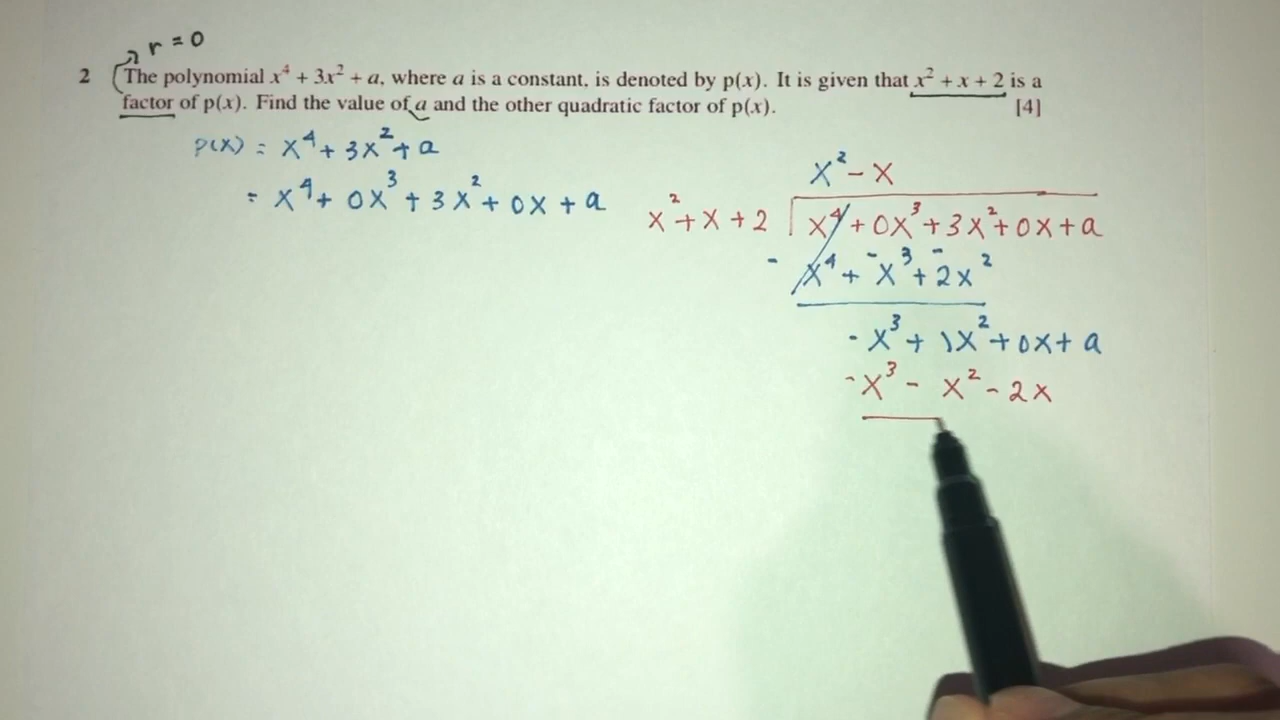 r = 0
2 The polynomial x⁴ + 3x² + a, where a is a constant, is denoted by p(x). It is given that x² + x + 2 is a
factor of p(x). Find the value of a and the other quadratic factor of p(x). [4]
P(x) = x⁴ + 3x² + a
= x⁴ + 0x³ + 3x² + 0x + a
x² - x
x² + x + 2 x⁴ + 0x³ + 3x² + 0x + a
- x⁴ + - x³ + - 2x²
- x³ + 1x² + 0x + a
- x³ - x² - 2x